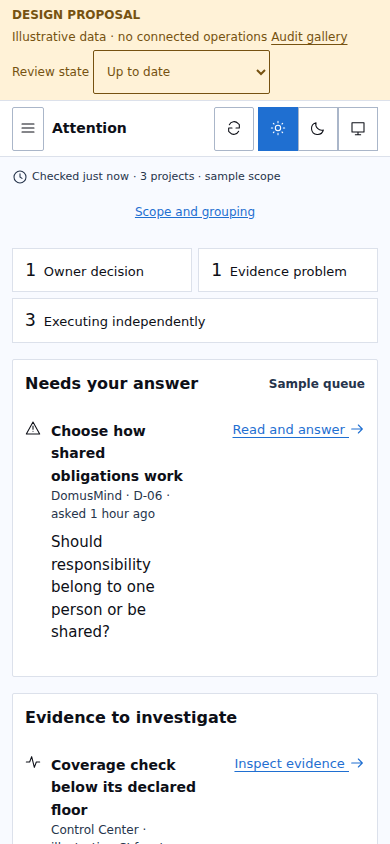 DESIGN PROPOSAL
Illustrative data · no connected operations Audit gallery
Review state Up to date
Attention
Checked just now · 3 projects · sample scope
Scope and grouping
1 Owner decision
1 Evidence problem
3 Executing independently
Needs your answer
Sample queue
Choose how
shared
obligations work
Read and answer
DomusMind · D-06 ·
asked 1 hour ago
Should
responsibility
belong to one
person or be
shared?
Evidence to investigate
Coverage check
below its declared
floor
Inspect evidence
Control Center ·